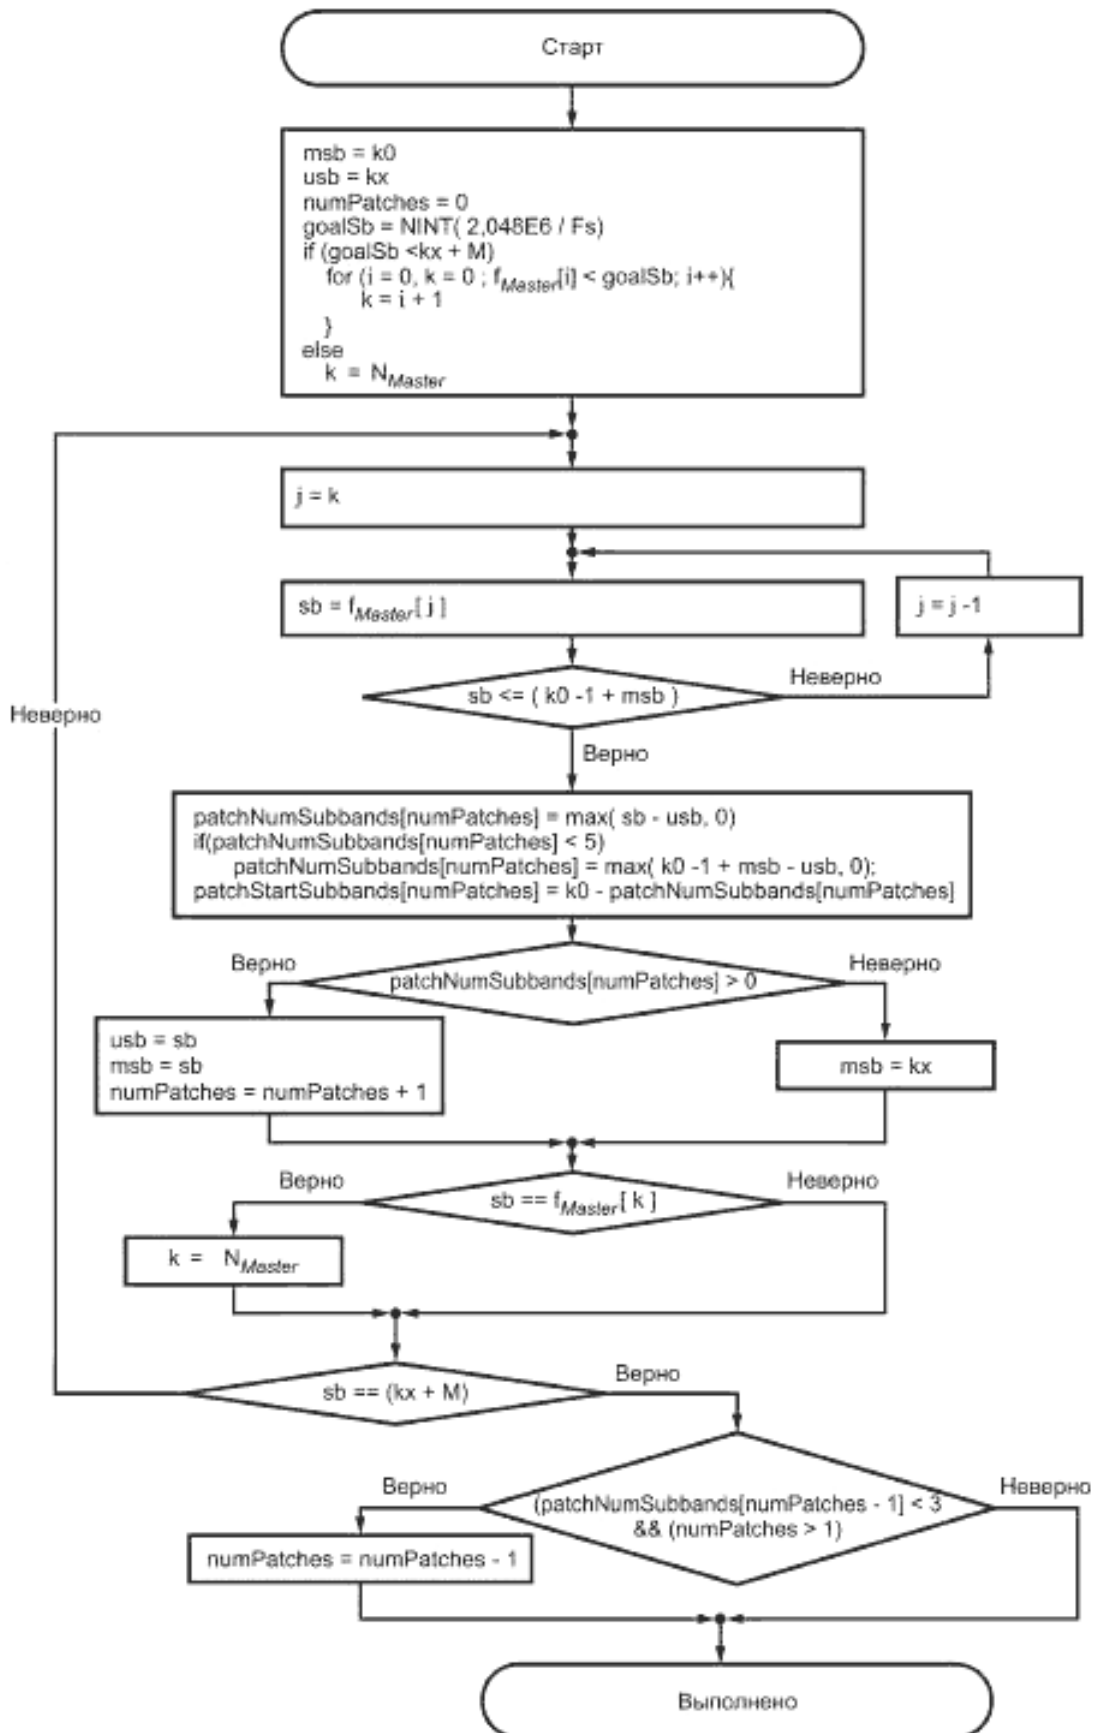 Старт
msb = k0
usb = kx
numPatches = 0
goalSb = NINT( 2,048E6 / Fs)
if (goalSb <kx + M)
for (i = 0, k = 0 ; fMaster[i] < goalSb; i++){
k = i + 1
}
else
k = NMaster
j = k
sb = fMaster[ j ]
j = j -1
sb <= ( k0 -1 + msb )
Неверно
Неверно
Верно
patchNumSubbands[numPatches] = max( sb - usb, 0)
if(patchNumSubbands[numPatches] < 5)
patchNumSubbands[numPatches] = max( k0 -1 + msb - usb, 0);
patchStartSubbands[numPatches] = k0 - patchNumSubbands[numPatches]
Верно
Неверно
patchNumSubbands[numPatches] > 0
usb = sb
msb = sb
numPatches = numPatches + 1
msb = kx
Верно
Неверно
sb == fMaster[ k ]
k = NMaster
Верно
sb == (kx + M)
Верно
Неверно
(patchNumSubbands[numPatches - 1] < 3
&& (numPatches > 1)
numPatches = numPatches - 1
Выполнено